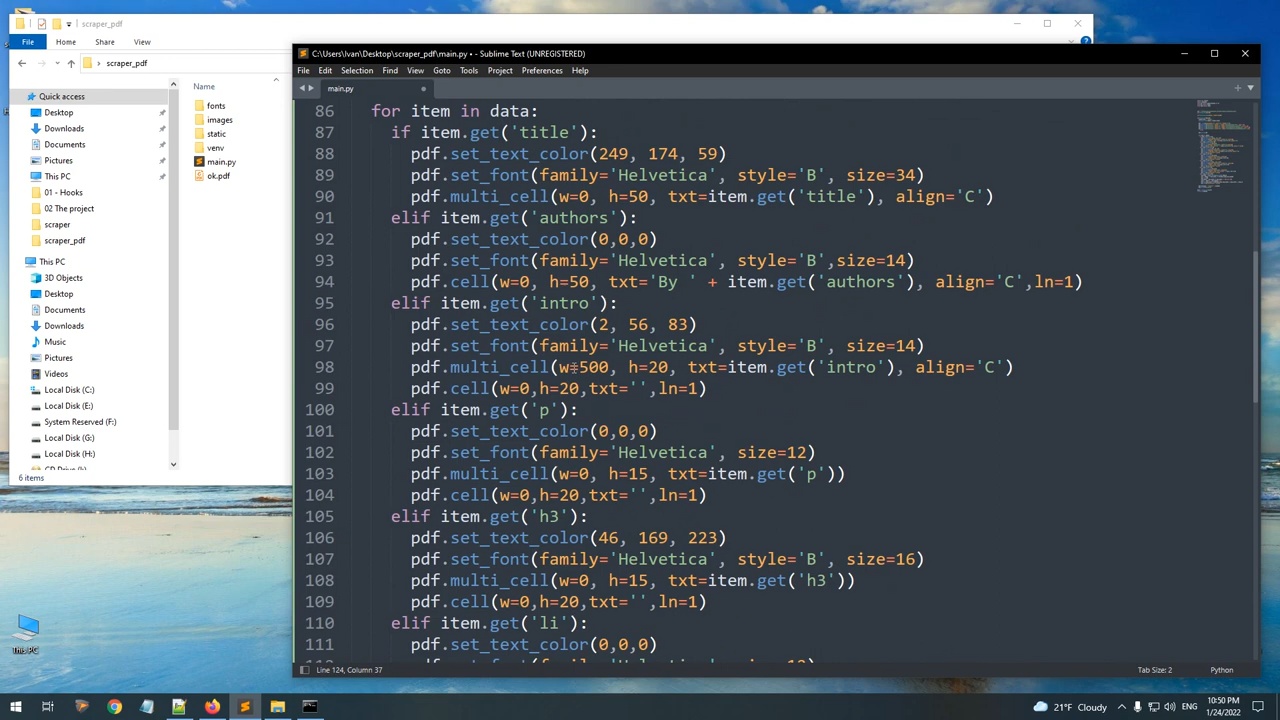 scraper_pdf
File
Home
Share
View
scraper_pdf
Name
Quick access
Desktop
Downloads
Documents
Pictures
This PC
01 - Hooks
02 The project
scraper
scraper_pdf
This PC
3D Objects
Desktop
Documents
Downloads
Music
Pictures
Videos
Local Disk (C:)
Local Disk (E:)
System Reserved (F:)
Local Disk (G:)
Local Disk (H:)
fonts
images
static
venv
main.py
ok.pdf
6 items
C:\Users\Ivan\Desktop\scraper_pdf\main.py • - Sublime Text (UNREGISTERED)
File Edit Selection Find View Goto Tools Project Preferences Help
main.py
86 for item in data:
87 if item.get('title'):
88 pdf.set_text_color(249, 174, 59)
89 pdf.set_font(family='Helvetica', style='B', size=34)
90 pdf.multi_cell(w=0, h=50, txt=item.get('title'), align='C')
91 elif item.get('authors'):
92 pdf.set_text_color(0,0,0)
93 pdf.set_font(family='Helvetica', style='B',size=14)
94 pdf.cell(w=0, h=50, txt='By ' + item.get('authors'), align='C',ln=1)
95 elif item.get('intro'):
96 pdf.set_text_color(2, 56, 83)
97 pdf.set_font(family='Helvetica', style='B', size=14)
98 pdf.multi_cell(w=500, h=20, txt=item.get('intro'), align='C')
99 pdf.cell(w=0,h=20,txt='',ln=1)
100 elif item.get('p'):
101 pdf.set_text_color(0,0,0)
102 pdf.set_font(family='Helvetica', size=12)
103 pdf.multi_cell(w=0, h=15, txt=item.get('p'))
104 pdf.cell(w=0,h=20,txt='',ln=1)
105 elif item.get('h3'):
106 pdf.set_text_color(46, 169, 223)
107 pdf.set_font(family='Helvetica', style='B', size=16)
108 pdf.multi_cell(w=0, h=15, txt=item.get('h3'))
109 pdf.cell(w=0,h=20,txt='',ln=1)
110 elif item.get('li'):
111 pdf.set_text_color(0,0,0)
Line 124, Column 37
Tab Size: 2
Python
This PC
21°F Cloudy
ENG
10:50 PM
1/24/2022